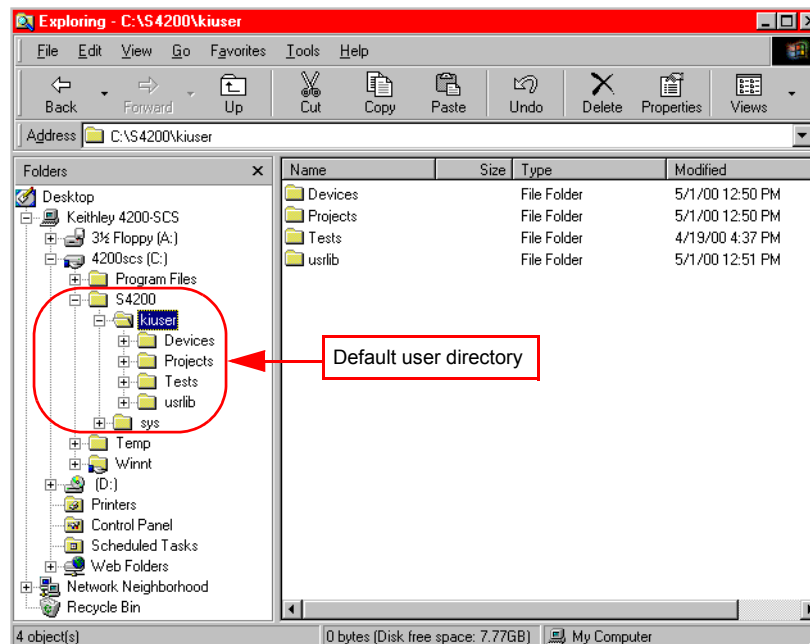 Exploring - C:\S4200\kiuser
File Edit View Go Favorites Tools Help
Back Forward Up Cut Copy Paste Undo Delete Properties Views
Address C:\S4200\kiuser
Folders
Desktop
Keithley 4200-SCS
3½ Floppy (A:)
4200scs (C:)
Program Files
S4200
kiuser
Devices
Projects
Tests
usrlib
sys
Temp
Winnt
(D:)
Printers
Control Panel
Scheduled Tasks
Web Folders
Network Neighborhood
Recycle Bin
Name Size Type Modified
Devices File Folder 5/1/00 12:50 PM
Projects File Folder 5/1/00 12:50 PM
Tests File Folder 4/19/00 4:37 PM
usrlib File Folder 5/1/00 12:51 PM
Default user directory
4 object(s) 0 bytes (Disk free space: 7.77GB) My Computer